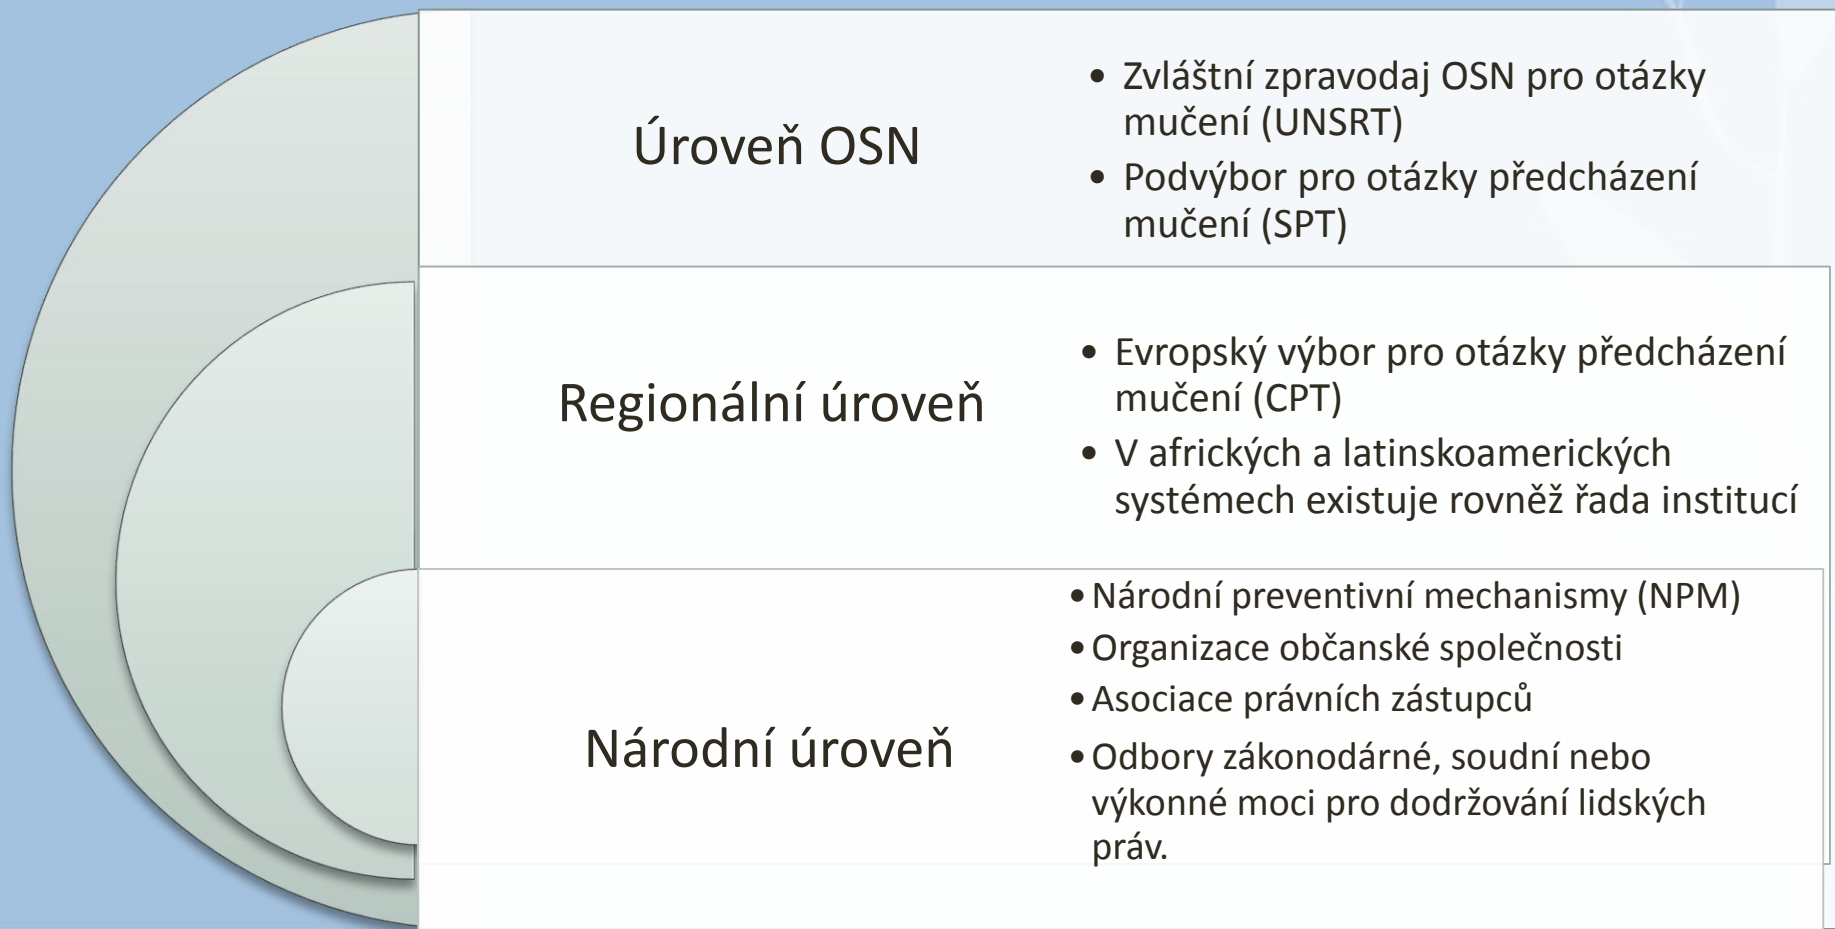 Úroveň OSN
• Zvláštní zpravodaj OSN pro otázky
mučení (UNSRT)
• Podvýbor pro otázky předcházení
mučení (SPT)
Regionální úroveň
• Evropský výbor pro otázky předcházení
mučení (CPT)
• V afrických a latinskoamerických
systémech existuje rovněž řada institucí
Národní úroveň
• Národní preventivní mechanismy (NPM)
• Organizace občanské společnosti
• Asociace právních zástupců
• Odbory zákonodárné, soudní nebo
výkonné moci pro dodržování lidských
práv.